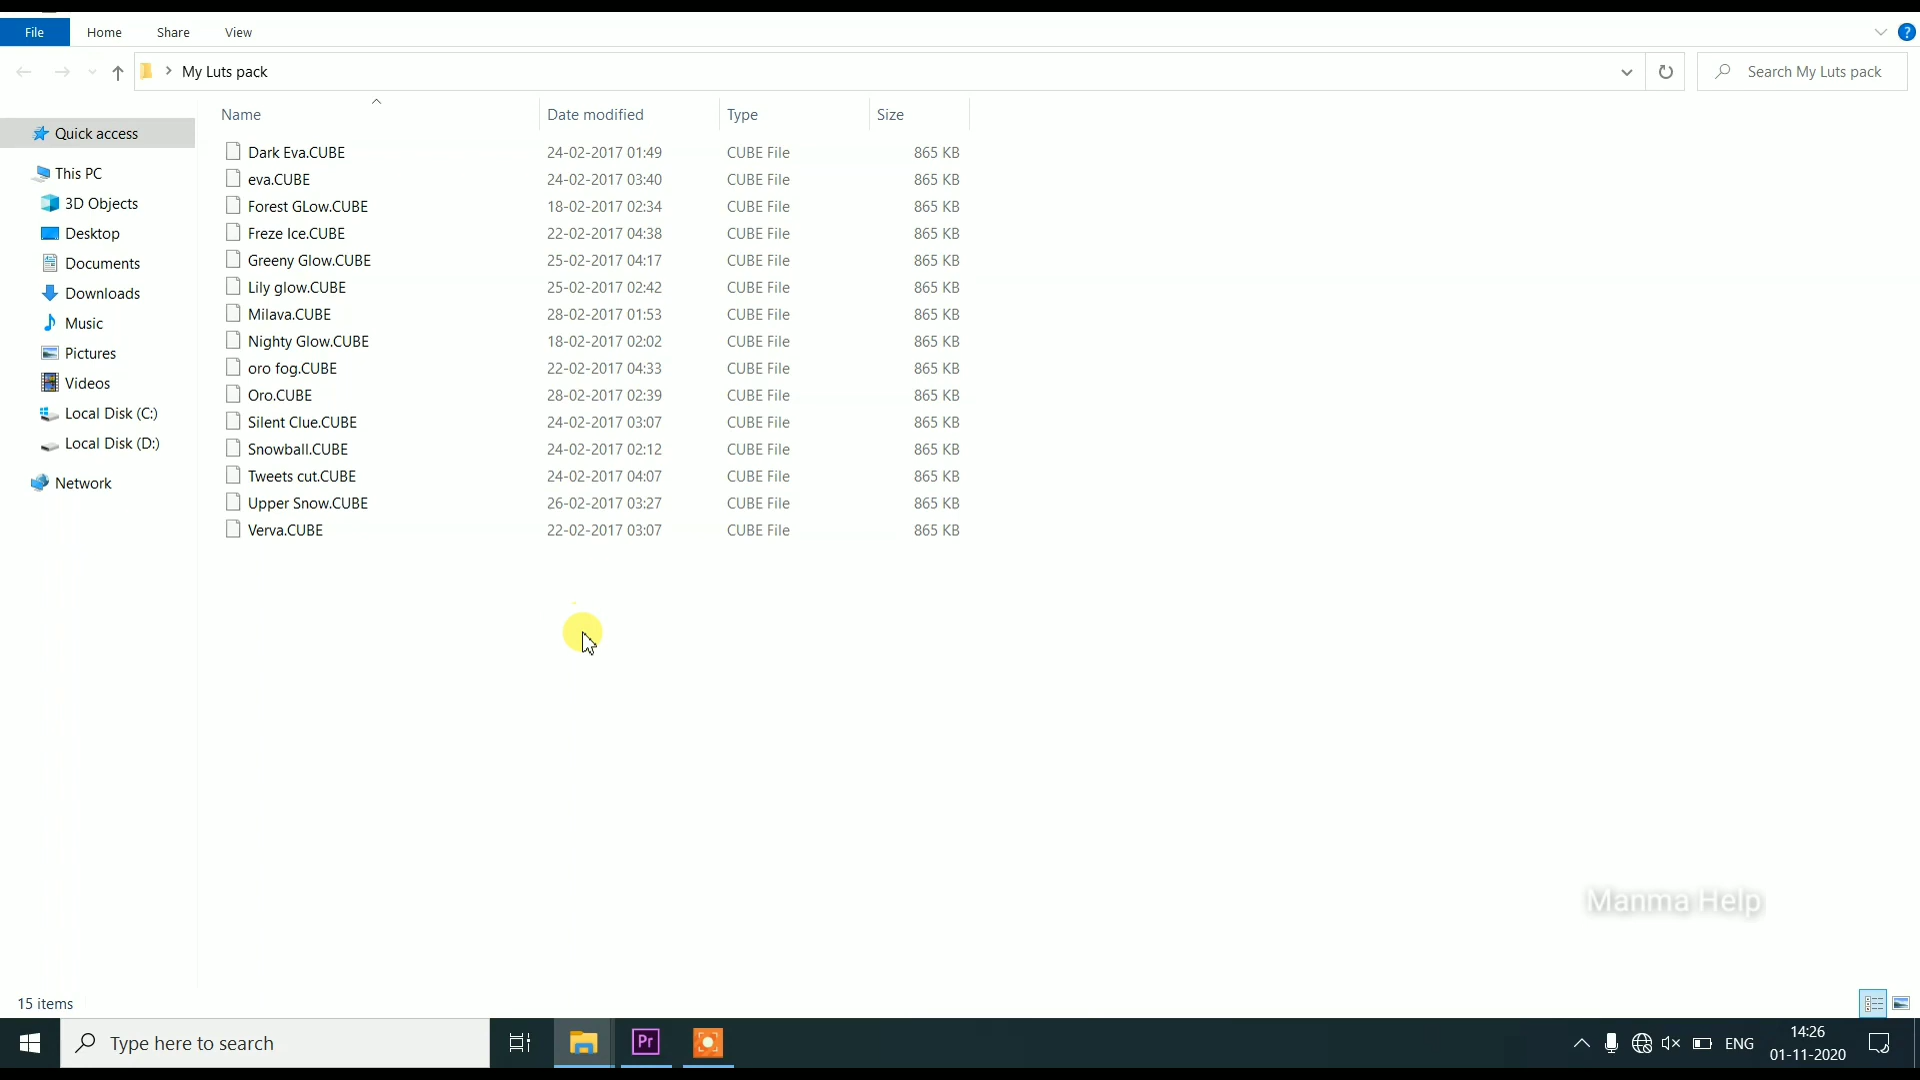 File Home Share View ?
My Luts pack Search My Luts pack
Name Date modified Type Size
Quick access
This PC
3D Objects
Desktop
Documents
Downloads
Music
Pictures
Videos
Local Disk (C:)
Local Disk (D:)
Network
Dark Eva.CUBE 24-02-2017 01:49 CUBE File 865 KB
eva.CUBE 24-02-2017 03:40 CUBE File 865 KB
Forest GLow.CUBE 18-02-2017 02:34 CUBE File 865 KB
Freze Ice.CUBE 22-02-2017 04:38 CUBE File 865 KB
Greeny Glow.CUBE 25-02-2017 04:17 CUBE File 865 KB
Lily glow.CUBE 25-02-2017 02:42 CUBE File 865 KB
Milava.CUBE 28-02-2017 01:53 CUBE File 865 KB
Nighty Glow.CUBE 18-02-2017 02:02 CUBE File 865 KB
oro fog.CUBE 22-02-2017 04:33 CUBE File 865 KB
Oro.CUBE 28-02-2017 02:39 CUBE File 865 KB
Silent Clue.CUBE 24-02-2017 03:07 CUBE File 865 KB
Snowball.CUBE 24-02-2017 02:12 CUBE File 865 KB
Tweets cut.CUBE 24-02-2017 04:07 CUBE File 865 KB
Upper Snow.CUBE 26-02-2017 03:27 CUBE File 865 KB
Verva.CUBE 22-02-2017 03:07 CUBE File 865 KB
Manma Help
15 items
Type here to search Pr ENG 14:26
01-11-2020